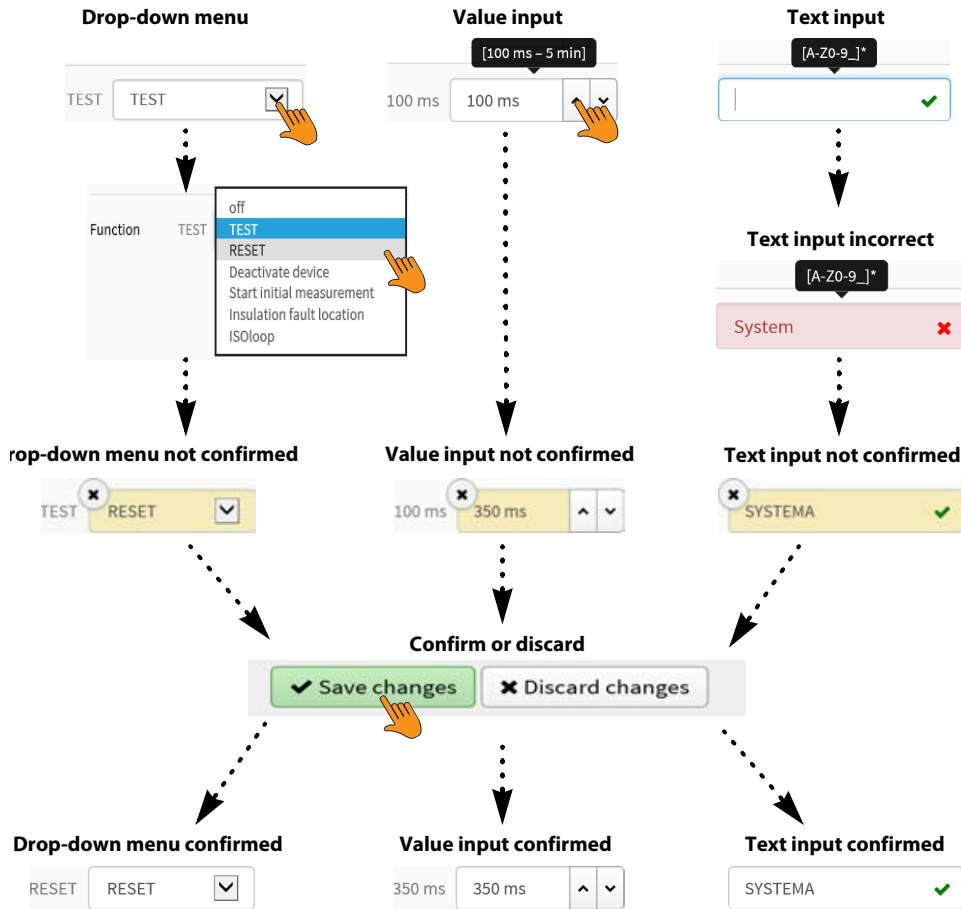 Drop-down menu
Value input
Text input
[100 ms – 5 min]
[A-Z0-9_]*
TEST TEST
100 ms 100 ms
Function TEST
off
TEST
RESET
Deactivate device
Start initial measurement
Insulation fault location
ISOloop
Text input incorrect
[A-Z0-9_]*
System
rop-down menu not confirmed
Value input not confirmed
Text input not confirmed
TEST RESET
100 ms 350 ms
SYSTEMA
Confirm or discard
Save changes
Discard changes
Drop-down menu confirmed
Value input confirmed
Text input confirmed
RESET RESET
350 ms 350 ms
SYSTEMA